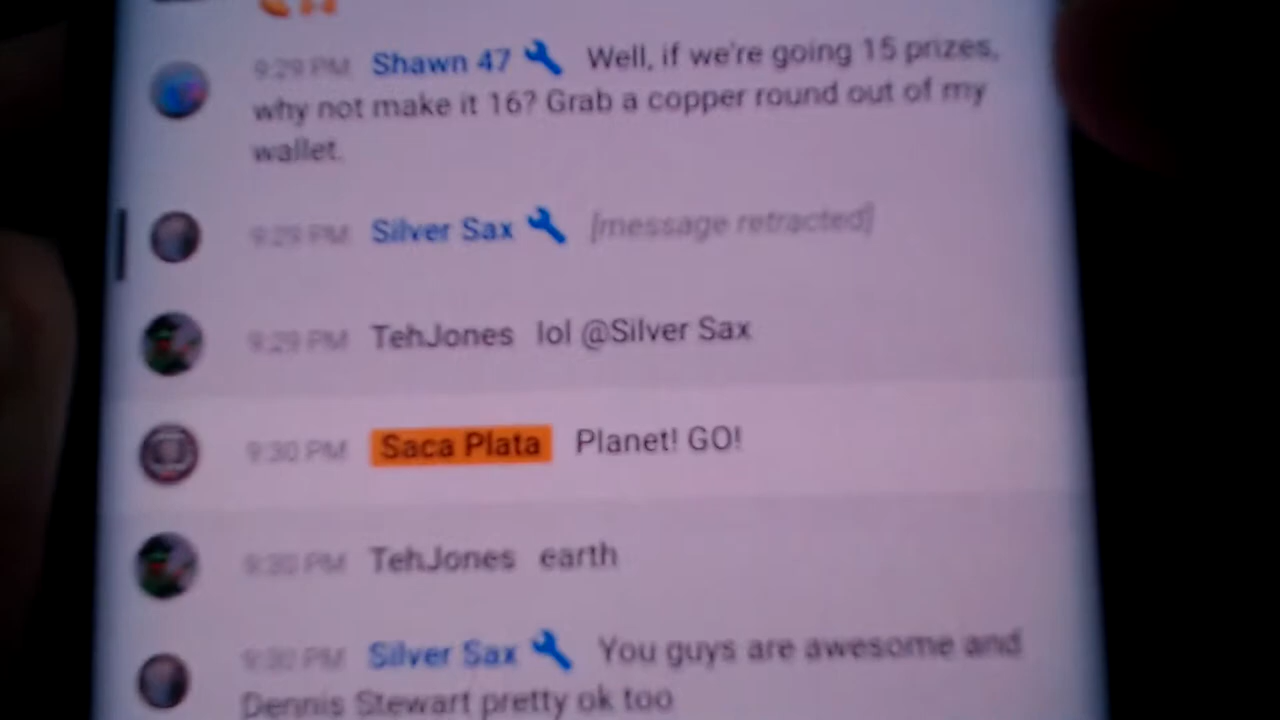 9:29 PM Shawn 47 Well, if we're going 15 prizes,
why not make it 16? Grab a copper round out of my
wallet.
9:29 PM Silver Sax [message retracted]
9:29 PM TehJones lol @Silver Sax
9:30 PM Saca Plata Planet! GO!
9:30 PM TehJones earth
9:30 PM Silver Sax You guys are awesome and
Dennis Stewart pretty ok too